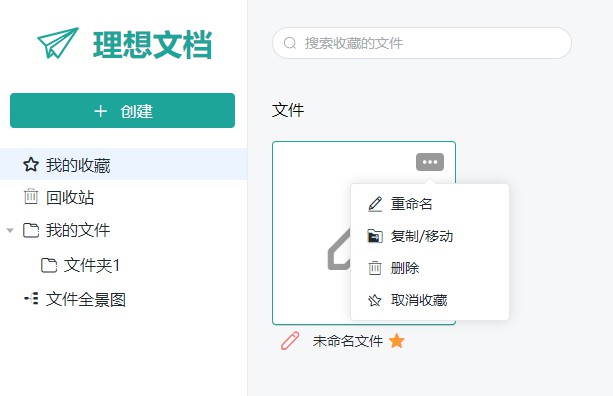 理想文档
搜索收藏的文件
创建
文件
我的收藏
回收站
我的文件
文件夹1
文件全景图
重命名
复制/移动
删除
取消收藏
未命名文件